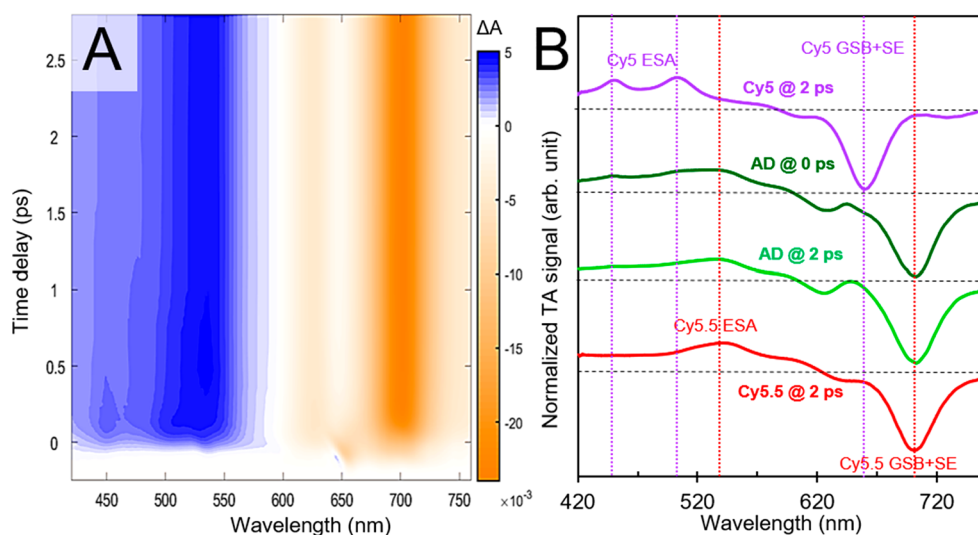 A
ΔA
2.5
2
1.5
1
0.5
0
Time delay (ps)
450
500
550
600
650
700
750
Wavelength (nm)
5
0
-5
-10
-15
-20
×10⁻³
B
Cy5 ESA
Cy5 GSB+SE
Cy5 @ 2 ps
AD @ 0 ps
AD @ 2 ps
Cy5.5 ESA
Cy5.5 @ 2 ps
Cy5.5 GSB+SE
Normalized TA signal (arb. unit)
420
520
620
720
Wavelength (nm)